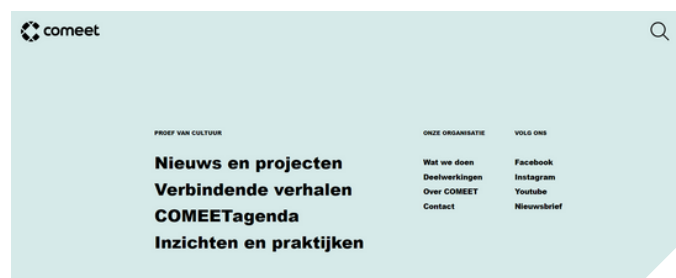 comeet
PROEF VAN CULTUUR
Nieuws en projecten
Verbindende verhalen
COMEETagenda
Inzichten en praktijken
ONZE ORGANISATIE
Wat we doen
Deelwerkingen
Over COMEET
Contact
VOLG ONS
Facebook
Instagram
Youtube
Nieuwsbrief